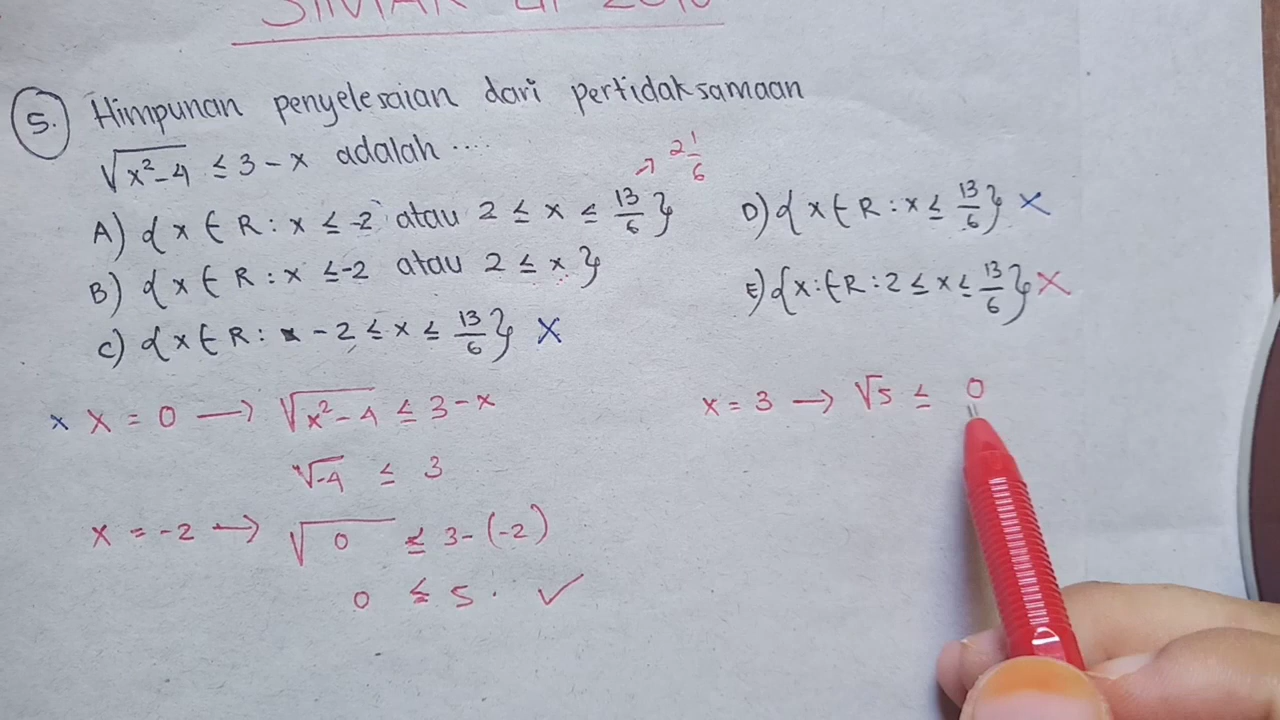 5. Himpunan penyelesaian dari pertidaksamaan
√x²-4 ≤ 3 - x adalah ....
A) {x ∈ R : x ≤ -2 atau 2 ≤ x ≤ 13/6}
→ 2 1/6
B) {x ∈ R : x ≤ -2 atau 2 ≤ x}
C) {x ∈ R : -2 ≤ x ≤ 13/6} X
D) {x ∈ R : x ≤ 13/6} X
E) {x : ∈ R : 2 ≤ x ≤ 13/6} X
x X = 0 → √x²-4 ≤ 3 - x
√-4 ≤ 3
X = -2 → √0 ≤ 3 - (-2)
0 ≤ 5. ✓
x = 3 → √5 ≤ 0